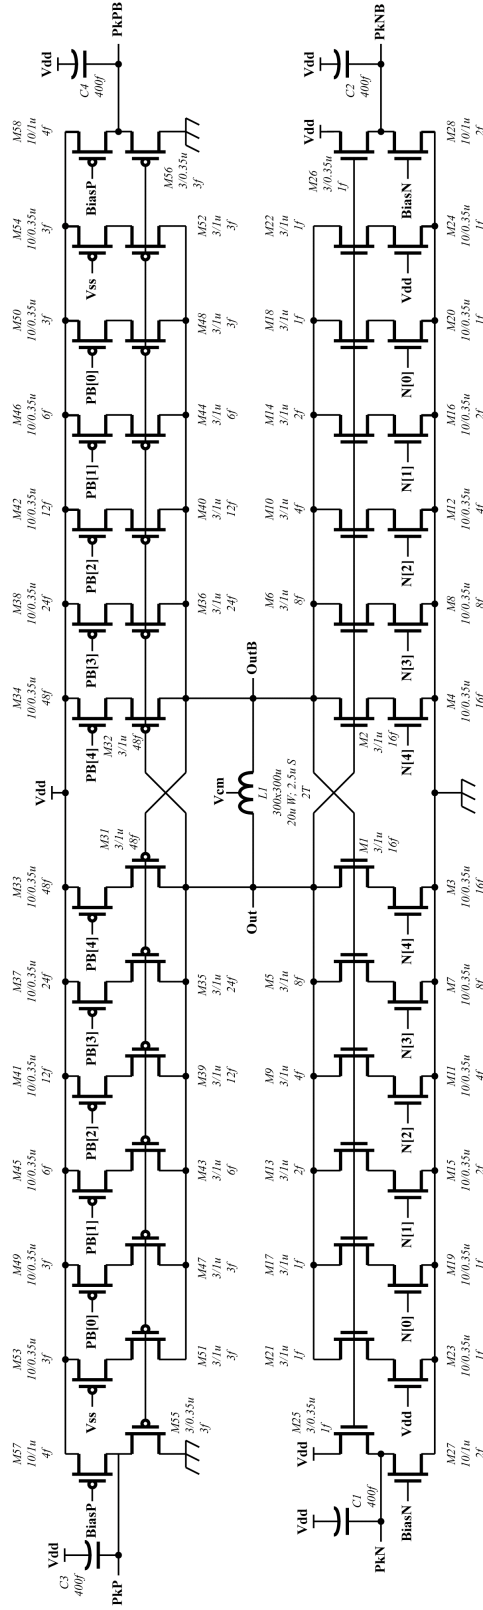 M57
10/1u
4f
M53
10/0.35u
3f
M49
10/0.35u
3f
M45
10/0.35u
6f
M41
10/0.35u
12f
M37
10/0.35u
24f
M33
10/0.35u
48f
Vdd
M34
10/0.35u
48f
M38
10/0.35u
24f
M42
10/0.35u
12f
M46
10/0.35u
6f
M50
10/0.35u
3f
M54
10/0.35u
3f
M58
10/1u
4f
Vdd
C3
400f
BiasP
Vss
PB[0]
PB[1]
PB[2]
PB[3]
PB[4]
PB[4]
PB[3]
PB[2]
PB[1]
PB[0]
Vss
BiasP
Vdd
C4
400f
PkP
M31
3/1u
48f
M32
3/1u
48f
PkPB
M55
3/0.35u
3f
M51
3/1u
3f
M47
3/1u
3f
M43
3/1u
6f
M39
3/1u
12f
M35
3/1u
24f
M36
3/1u
24f
M40
3/1u
12f
M44
3/1u
6f
M48
3/1u
3f
M52
3/1u
3f
M56
3/0.35u
3f
Out
Vcm
L1
300x300u
20u W; 2.5u S
2T
OutB
M25
3/0.35u
1f
M21
3/1u
1f
M17
3/1u
1f
M13
3/1u
2f
M9
3/1u
4f
M5
3/1u
8f
M6
3/1u
8f
M10
3/1u
4f
M14
3/1u
2f
M18
3/1u
1f
M22
3/1u
1f
M26
3/0.35u
1f
Vdd
Vdd
Vdd
Vdd
C1
400f
M1
3/1u
16f
M2
3/1u
16f
C2
400f
PkN
PkNB
BiasN
Vdd
N[0]
N[1]
N[2]
N[3]
N[4]
N[4]
N[3]
N[2]
N[1]
N[0]
Vdd
BiasN
M27
10/1u
2f
M23
10/0.35u
1f
M19
10/0.35u
1f
M15
10/0.35u
2f
M11
10/0.35u
4f
M7
10/0.35u
8f
M3
10/0.35u
16f
M4
10/0.35u
16f
M8
10/0.35u
8f
M12
10/0.35u
4f
M16
10/0.35u
2f
M20
10/0.35u
1f
M24
10/0.35u
1f
M28
10/1u
2f